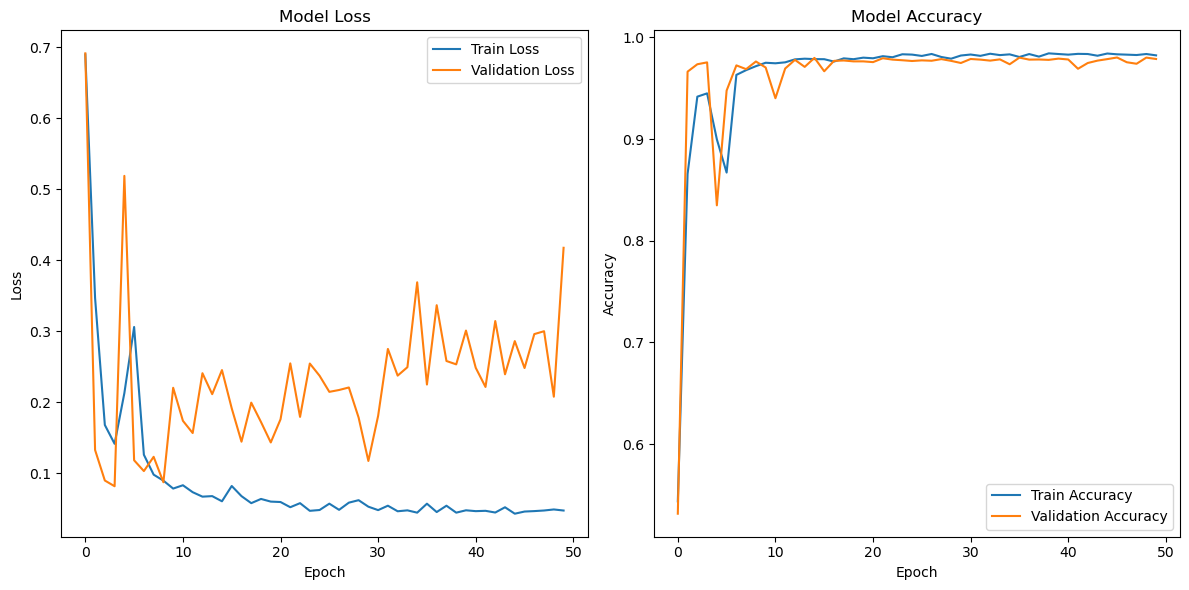 Model Loss
0.7
0.6
0.5
0.4
0.3
0.2
0.1
Loss
0 10 20 30 40 50
Epoch
Train Loss
Validation Loss
Model Accuracy
1.0
0.9
0.8
0.7
0.6
Accuracy
0 10 20 30 40 50
Epoch
Train Accuracy
Validation Accuracy